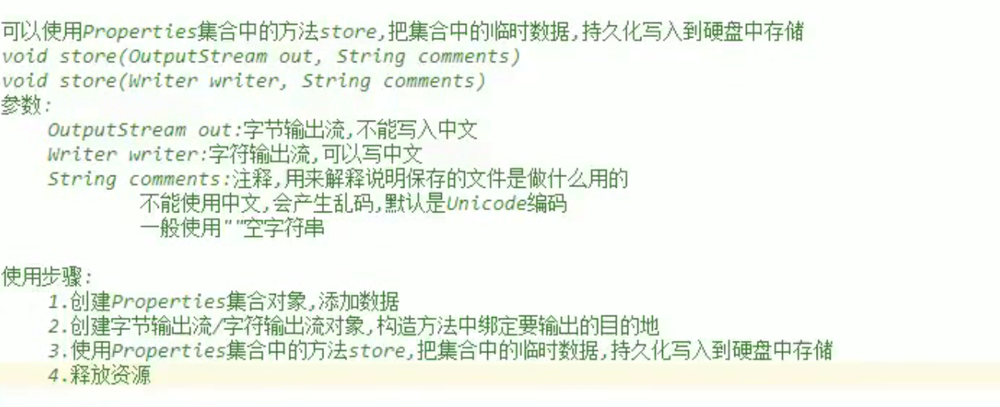 可以使用Properties集合中的方法store,把集合中的临时数据,持久化写入到硬盘中存储
void store(OutputStream out, String comments)
void store(Writer writer, String comments)
参数:
OutputStream out:字节输出流,不能写入中文
Writer writer:字符输出流,可以写中文
String comments:注释,用来解释说明保存的文件是做什么用的
不能使用中文,会产生乱码,默认是Unicode编码
一般使用""空字符串
使用步骤:
1.创建Properties集合对象,添加数据
2.创建字节输出流/字符输出流对象,构造方法中绑定要输出的目的地
3.使用Properties集合中的方法store,把集合中的临时数据,持久化写入到硬盘中存储
4.释放资源